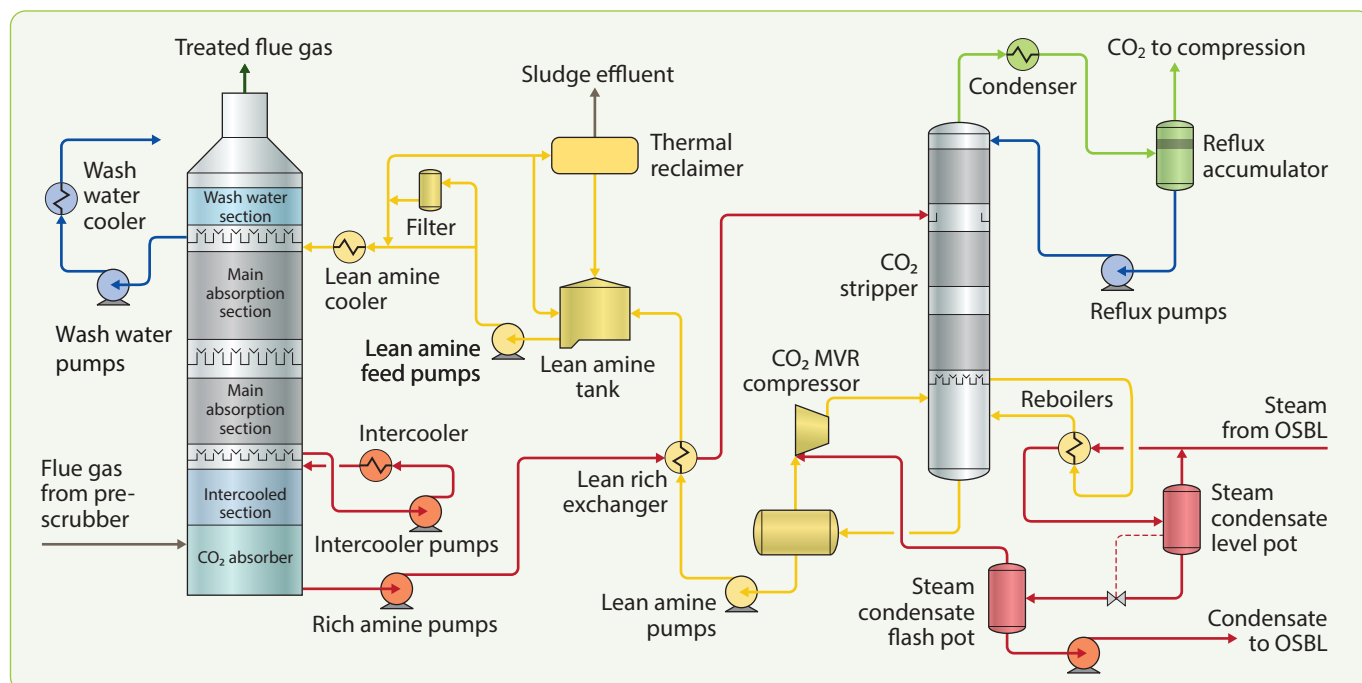 Treated flue gas
Sludge effluent
CO₂ to compression
Condenser
Thermal
reclaimer
Reflux
accumulator
Wash
water
cooler
Wash water
section
Filter
Main
absorption
section
Lean amine
cooler
CO₂
stripper
Wash water
pumps
Lean amine
feed pumps
Lean amine
tank
Reflux pumps
CO₂ MVR
compressor
Main
absorption
section
Reboilers
Steam
from OSBL
Intercooler
Flue gas
from pre-
scrubber
Intercooled
section
Lean rich
exchanger
Steam
condensate
level pot
Intercooler pumps
CO₂ absorber
Rich amine pumps
Lean amine
pumps
Steam
condensate
flash pot
Condensate
to OSBL